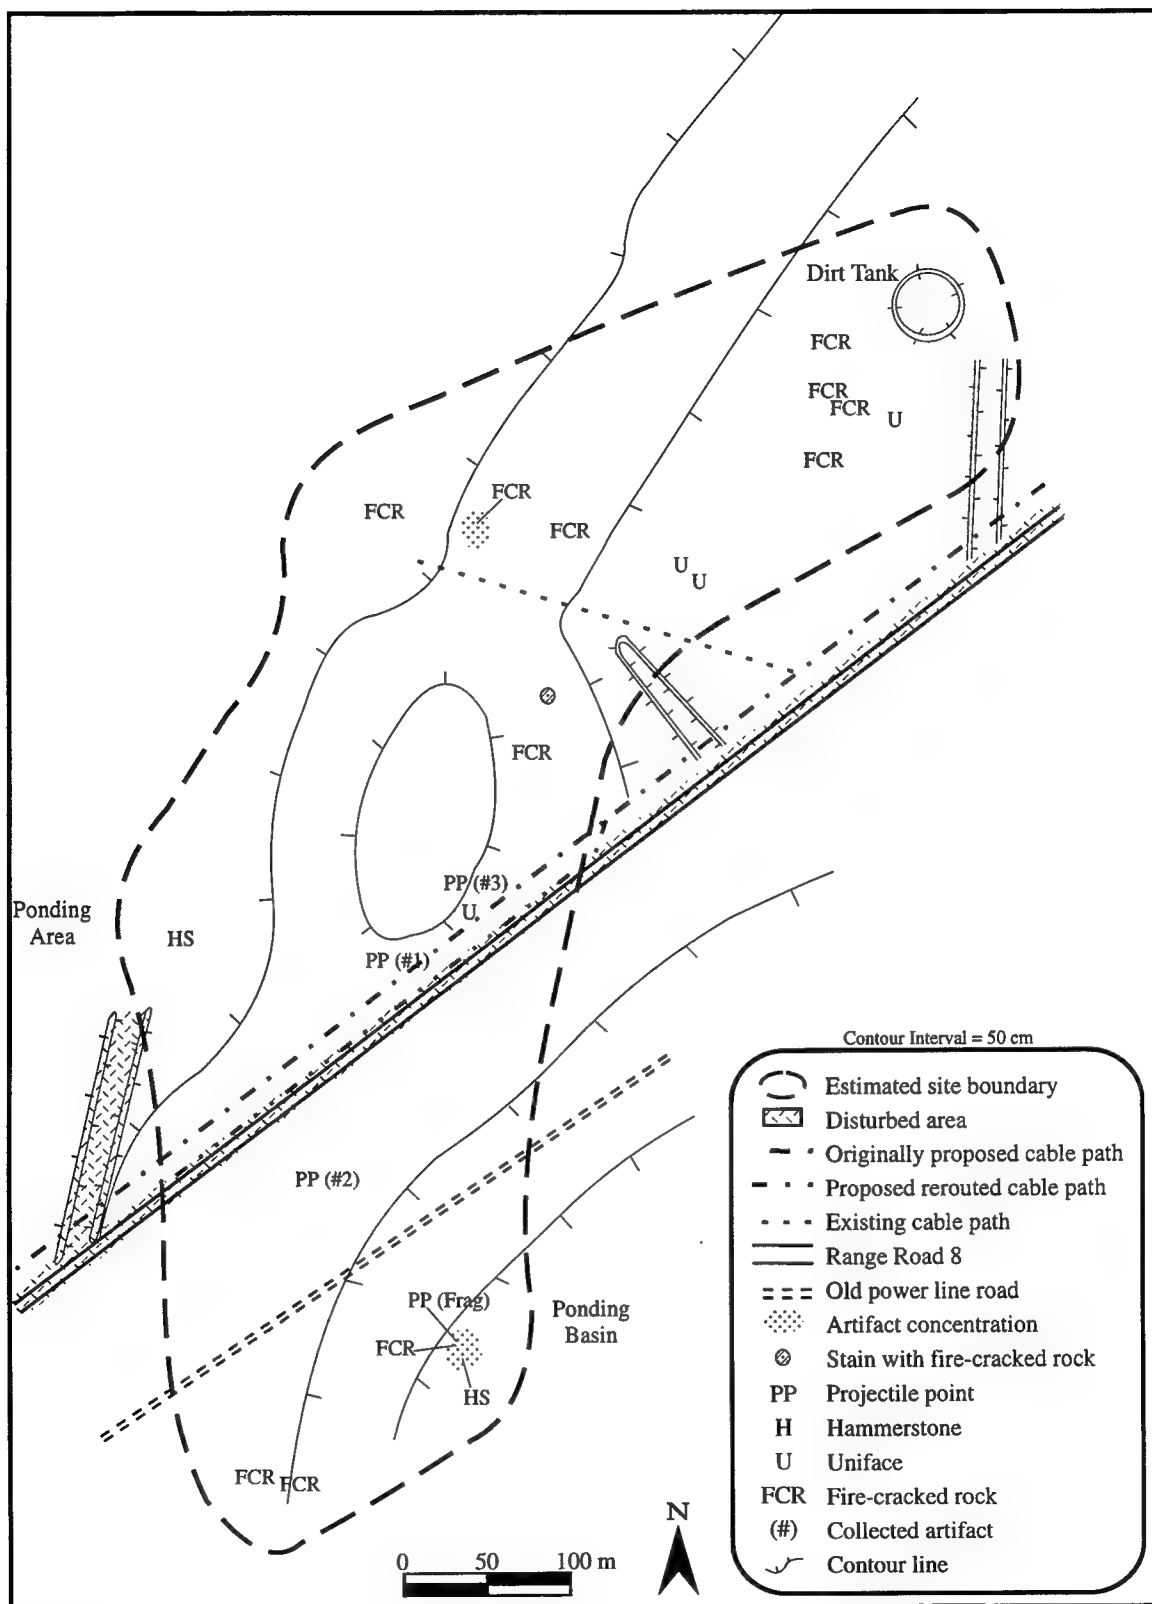 Dirt Tank
FCR
FCR
FCR
U
FCR
FCR
FCR
FCR
U
U
FCR
PP (#3)
U
Ponding
Area
HS
PP (#1)
PP (#2)
PP (Frag)
FCR
HS
Ponding
Basin
FCR
FCR
0 50 100 m
N
Contour Interval = 50 cm
Estimated site boundary
Disturbed area
Originally proposed cable path
Proposed rerouted cable path
Existing cable path
Range Road 8
Old power line road
Artifact concentration
Stain with fire-cracked rock
PP Projectile point
H Hammerstone
U Uniface
FCR Fire-cracked rock
(#) Collected artifact
Contour line